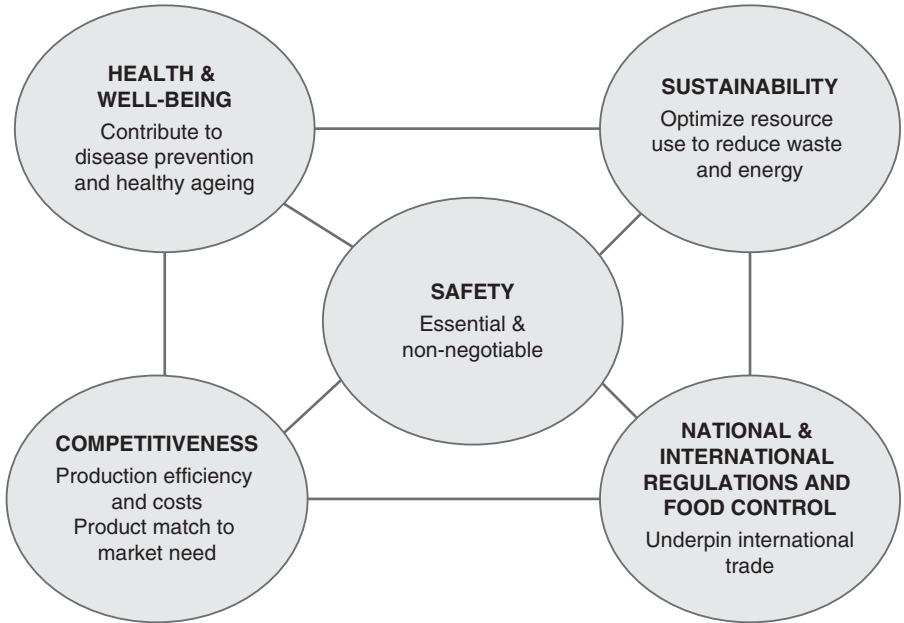 HEALTH &
WELL-BEING
Contribute to
disease prevention
and healthy ageing
SUSTAINABILITY
Optimize resource
use to reduce waste
and energy
SAFETY
Essential &
non-negotiable
COMPETITIVENESS
Production efficiency
and costs
Product match to
market need
NATIONAL &
INTERNATIONAL
REGULATIONS AND
FOOD CONTROL
Underpin international
trade